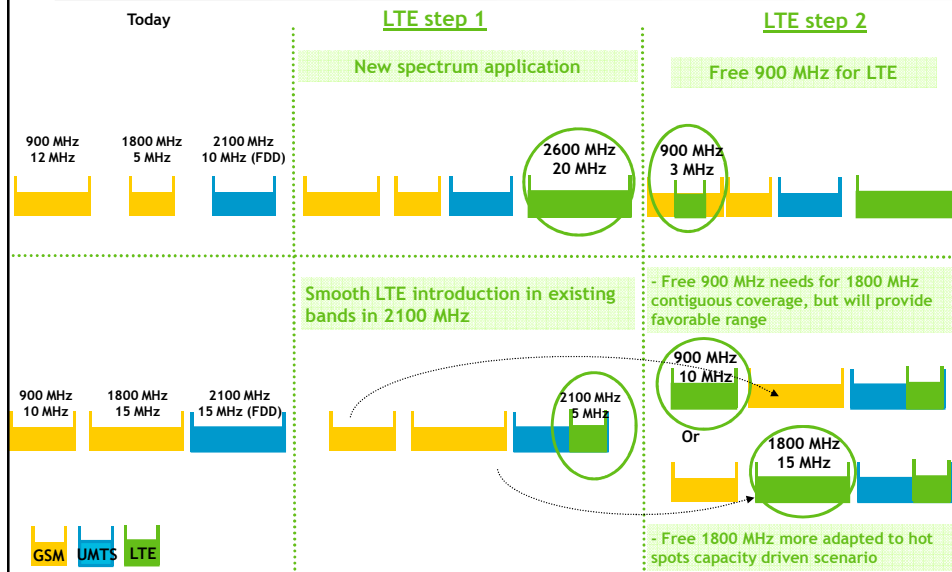 Today
LTE step 1
LTE step 2
New spectrum application
Free 900 MHz for LTE
900 MHz
12 MHz
1800 MHz
5 MHz
2100 MHz
10 MHz (FDD)
2600 MHz
20 MHz
900 MHz
3 MHz
Smooth LTE introduction in existing
bands in 2100 MHz
- Free 900 MHz needs for 1800 MHz
contiguous coverage, but will provide
favorable range
900 MHz
10 MHz
1800 MHz
15 MHz
2100 MHz
15 MHz (FDD)
2100 MHz
5 MHz
900 MHz
10 MHz
Or
1800 MHz
15 MHz
- Free 1800 MHz more adapted to hot
spots capacity driven scenario
GSM
UMTS
LTE